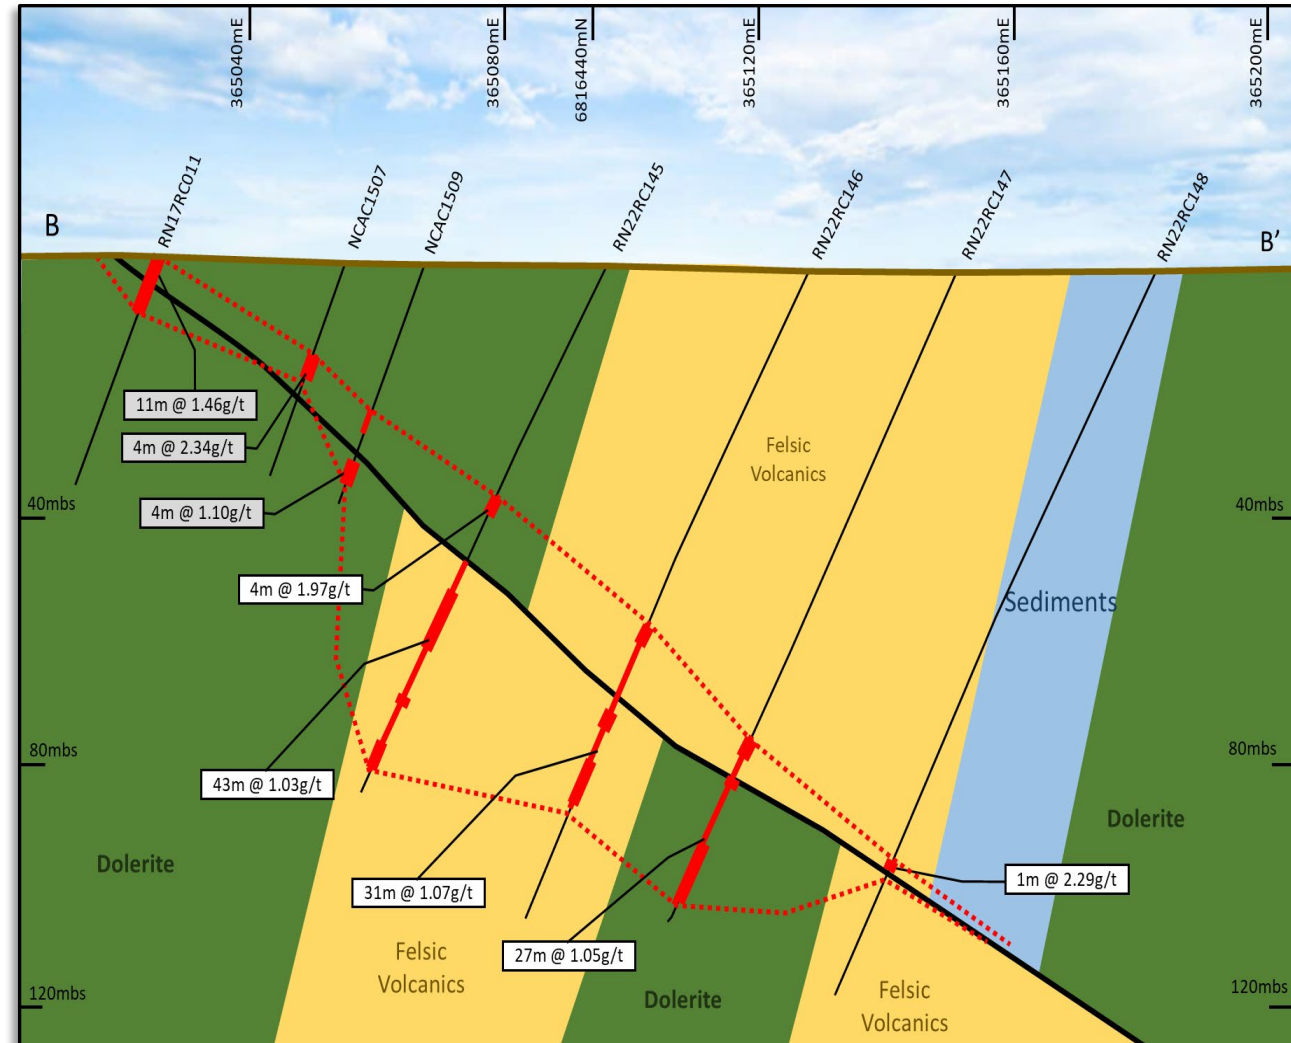 365040mE
365080mE
6816440mN
365120mE
365160mE
365200mE
B
RN17RC011
NCAC1507
NCAC1509
RN22RC145
RN22RC146
RN22RC147
RN22RC148
B'
11m @ 1.46g/t
4m @ 2.34g/t
4m @ 1.10g/t
Felsic
Volcanics
40mbs
40mbs
4m @ 1.97g/t
Sediments
80mbs
80mbs
43m @ 1.03g/t
Dolerite
Dolerite
31m @ 1.07g/t
1m @ 2.29g/t
27m @ 1.05g/t
Felsic
Volcanics
Dolerite
Felsic
Volcanics
120mbs
120mbs